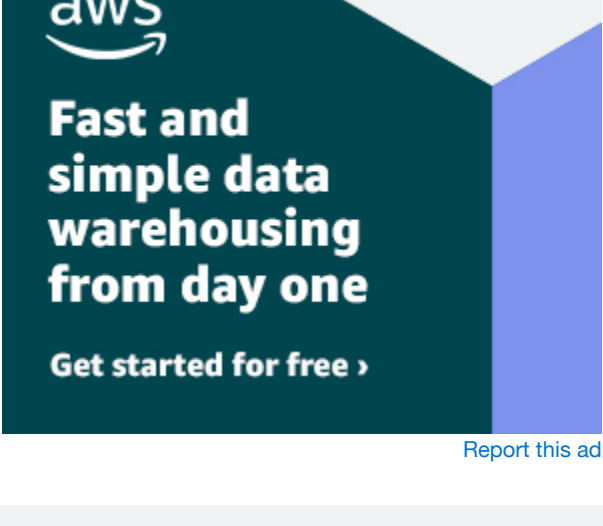 aws
Fast and
simple data
warehousing
from day one
Get started for free ›
Report this ad